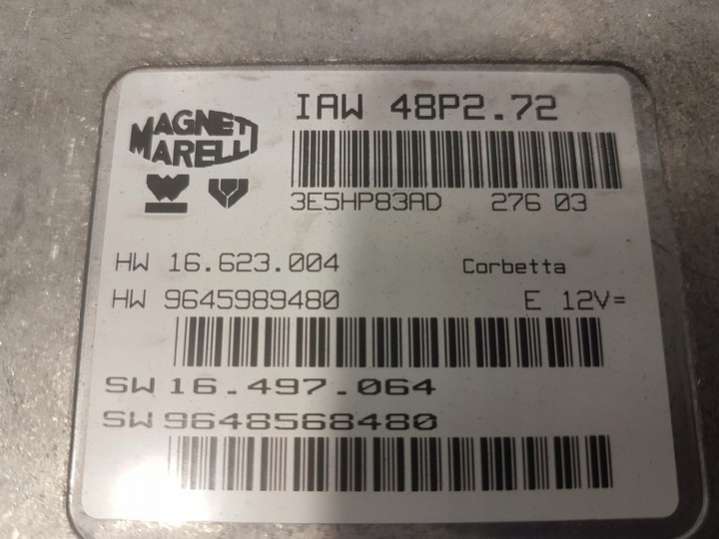 MAGNETI
MARELLI
IAW 48P2.72
3E5HP83AD 276 03
HW 16.623.004 Corbetta
HW 9645989480 E 12V=
SW 16.497.064
SW 9648568480